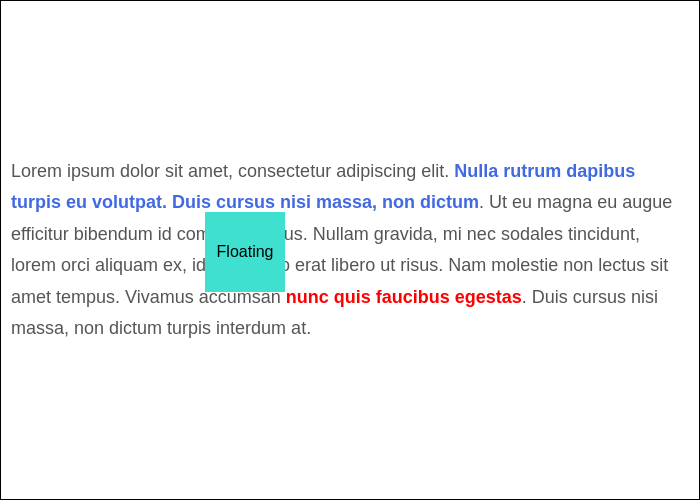 Lorem ipsum dolor sit amet, consectetur adipiscing elit. Nulla rutrum dapibus
turpis eu volutpat. Duis cursus nisi massa, non dictum. Ut eu magna eu augue
efficitur bibendum id us. Nullam gravida, mi nec sodales tincidunt,
Floating
lorem orci aliquam ex, id erat libero ut risus. Nam molestie non lectus sit
amet tempus. Vivamus accumsan nunc quis faucibus egestas. Duis cursus nisi
massa, non dictum turpis interdum at.